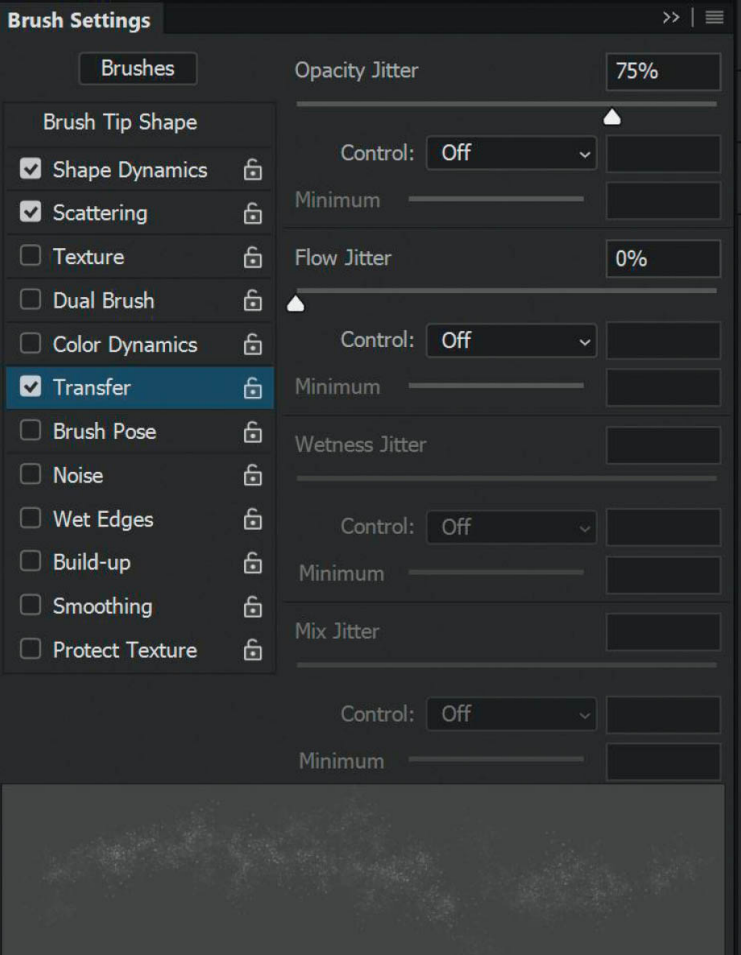 Brush Settings
Brushes
Brush Tip Shape
Shape Dynamics
Scattering
Texture
Dual Brush
Color Dynamics
Transfer
Brush Pose
Noise
Wet Edges
Build-up
Smoothing
Protect Texture
Opacity Jitter 75%
Control: Off
Minimum
Flow Jitter 0%
Control: Off
Minimum
Wetness Jitter
Control: Off
Minimum
Mix Jitter
Control: Off
Minimum